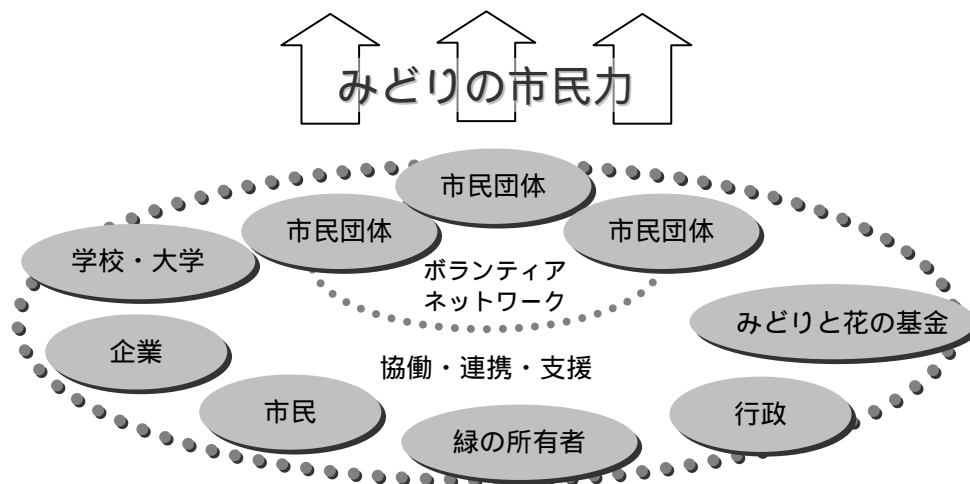 みどりの市民力
市民団体
市民団体
市民団体
学校・大学
ボランティア
ネットワーク
みどりと花の基金
企業
協働・連携・支援
市民
緑の所有者
行政